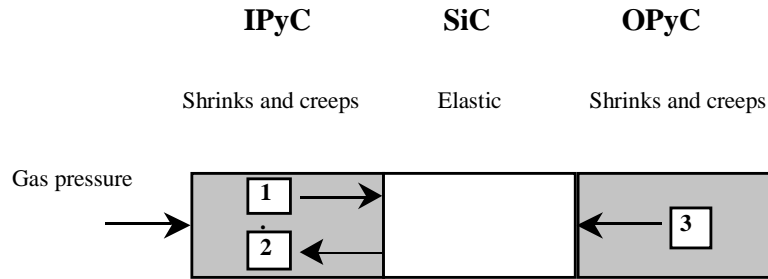 IPyC SiC OPyC
Shrinks and creeps Elastic Shrinks and creeps
Gas pressure
1
2
3